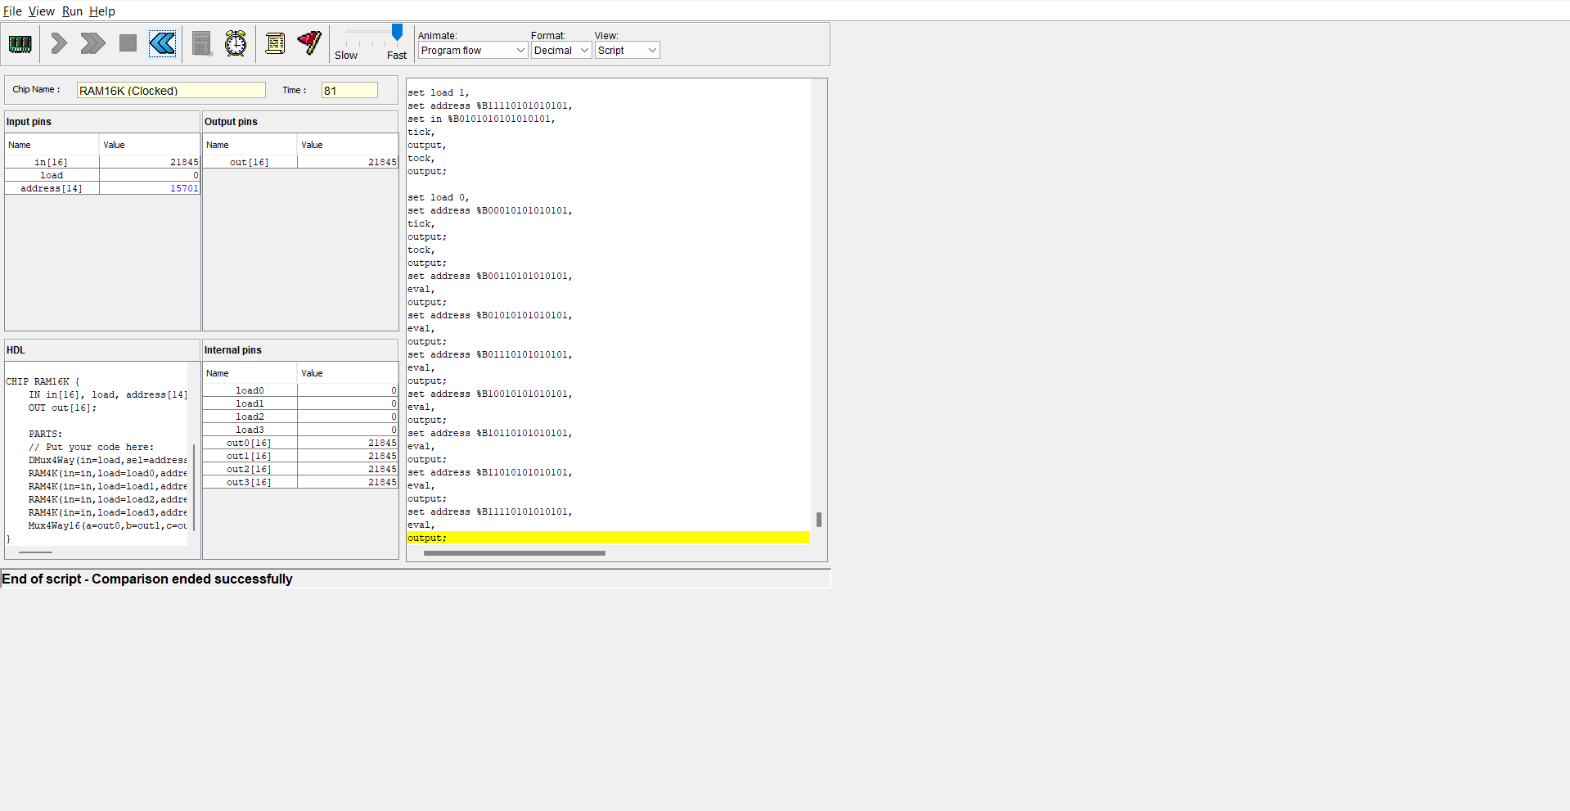 File View Run Help
Slow Fast
Animate: Format: View:
Program flow Decimal Script
Chip Name : RAM16K (Clocked) Time : 81
Input pins
Name Value
in[16] 21845
load 0
address[14] 15701
Output pins
Name Value
out[16] 21845
HDL
CHIP RAM16K {
IN in[16], load, address[14]
OUT out[16];
PARTS:
// Put your code here:
DMux4Way(in=load,sel=address
RAM4K(in=in,load=load0,addre
RAM4K(in=in,load=load1,addre
RAM4K(in=in,load=load2,addre
RAM4K(in=in,load=load3,addre
Mux4Way16(a=out0,b=out1,c=ou
}
Internal pins
Name Value
load0 0
load1 0
load2 0
load3 0
out0[16] 21845
out1[16] 21845
out2[16] 21845
out3[16] 21845
set load 1,
set address %B11110101010101,
set in %B0101010101010101,
tick,
output,
tock,
output;
set load 0,
set address %B00010101010101,
tick,
output;
tock,
output;
set address %B00110101010101,
eval,
output;
set address %B01010101010101,
eval,
output;
set address %B01110101010101,
eval,
output;
set address %B10010101010101,
eval,
output;
set address %B10110101010101,
eval,
output;
set address %B11010101010101,
eval,
output;
set address %B11110101010101,
eval,
output;
End of script - Comparison ended successfully